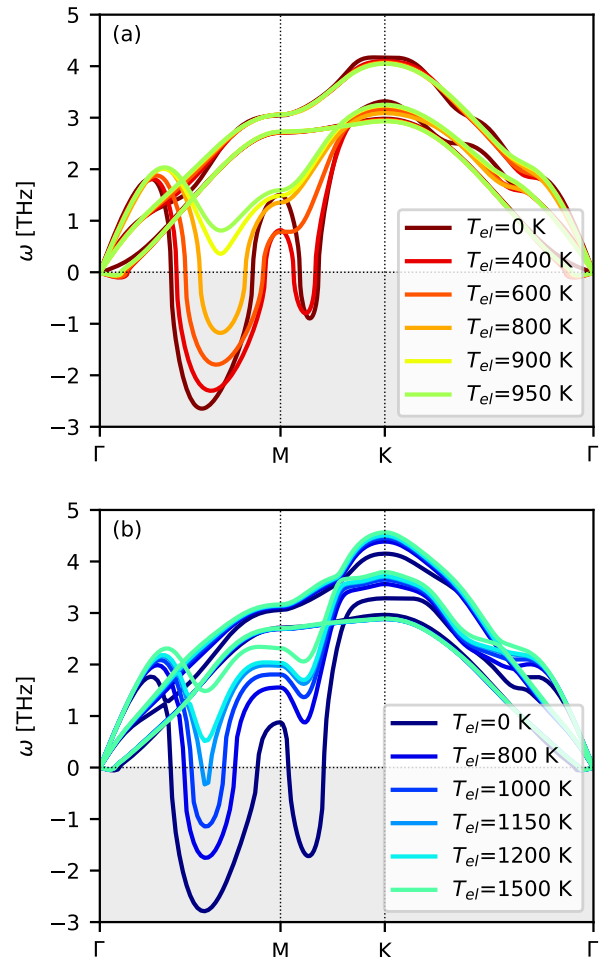 (a)
5
4
3
2
1
0
−1
−2
−3
ω [THz]
T_el=0 K
T_el=400 K
T_el=600 K
T_el=800 K
T_el=900 K
T_el=950 K
Γ M K Γ
(b)
5
4
3
2
1
0
−1
−2
−3
ω [THz]
T_el=0 K
T_el=800 K
T_el=1000 K
T_el=1150 K
T_el=1200 K
T_el=1500 K
Γ M K Γ